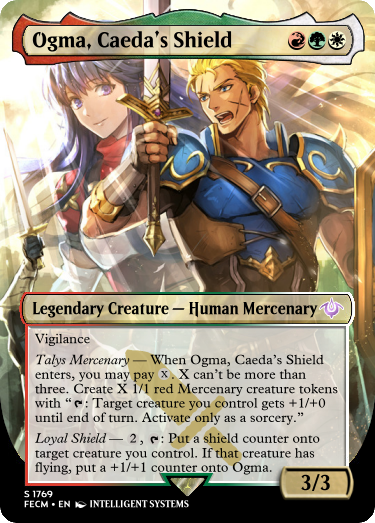 Ogma, Caeda's Shield
Legendary Creature — Human Mercenary
Vigilance
Talys Mercenary — When Ogma, Caeda's Shield
enters, you may pay X. X can't be more than
three. Create X 1/1 red Mercenary creature tokens
with “: Target creature you control gets +1/+0
until end of turn. Activate only as a sorcery.”
Loyal Shield — 2, : Put a shield counter onto
target creature you control. If that creature has
flying, put a +1/+1 counter onto Ogma.
3/3
S 1769
FECM • EN INTELLIGENT SYSTEMS